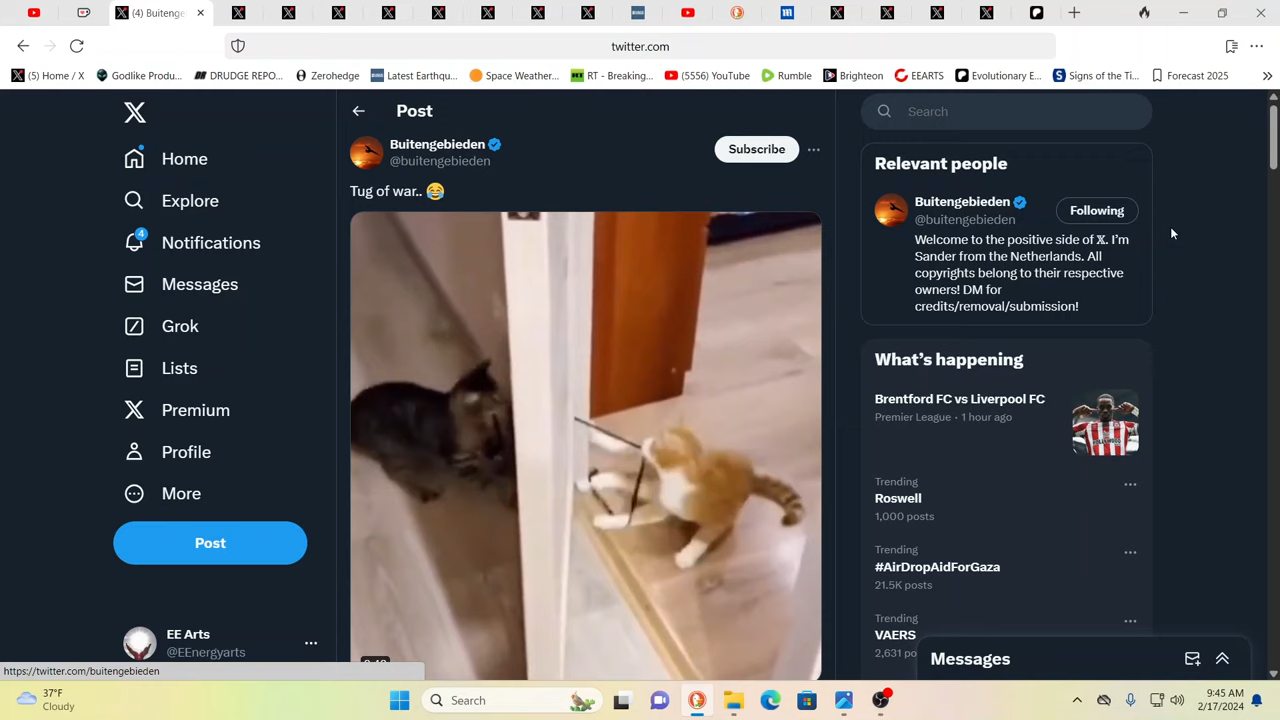 (4) Buitenge
twitter.com
(5) Home / X
Godlike Produ...
DRUDGE REPO...
Zerohedge
Latest Earthqu...
Space Weather...
RT - Breaking...
(5556) YouTube
Rumble
Brighteon
EEARTS
Evolutionary E...
Signs of the Ti...
Forecast 2025
Home
Explore
4
Notifications
Messages
Grok
Lists
Premium
Profile
More
Post
EE Arts
@EEnergyarts
https://twitter.com/buitengebieden
Post
Buitengebieden
@buitengebieden
Subscribe
Tug of war.. 😂
Search
Relevant people
Buitengebieden
@buitengebieden
Following
Welcome to the positive side of 𝕏. I'm
Sander from the Netherlands. All
copyrights belong to their respective
owners! DM for
credits/removal/submission!
What's happening
Brentford FC vs Liverpool FC
Premier League · 1 hour ago
Trending
Roswell
1,000 posts
Trending
#AirDropAidForGaza
21.5K posts
Trending
VAERS
2,631 po
Messages
37°F
Cloudy
Search
9:45 AM
2/17/2024